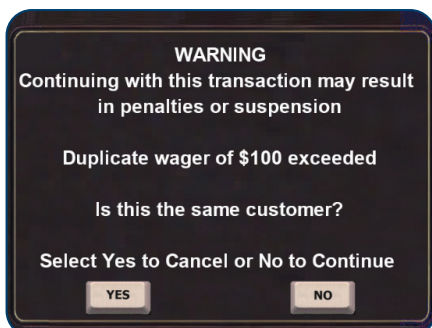 WARNING
Continuing with this transaction may result
in penalties or suspension
Duplicate wager of $100 exceeded
Is this the same customer?
Select Yes to Cancel or No to Continue
YES NO